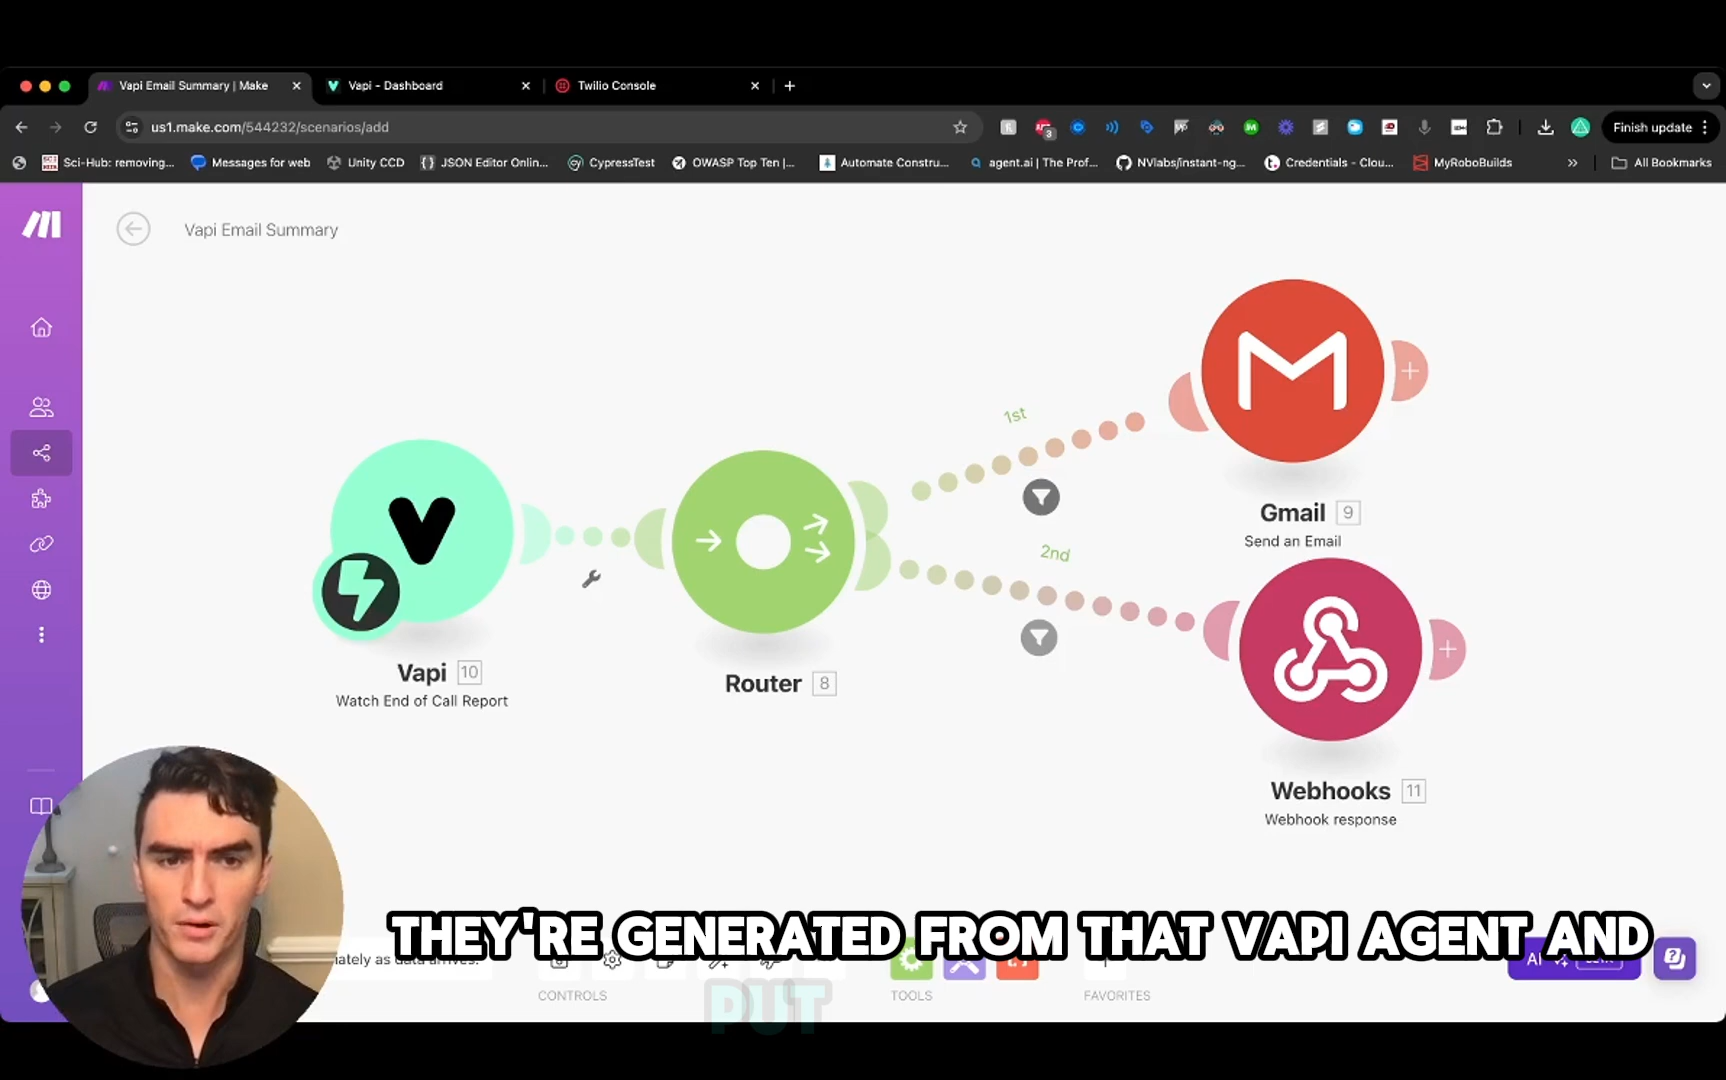 Vapi Email Summary | Make
Vapi - Dashboard
Twilio Console
us1.make.com/544232/scenarios/add
3
Finish update
Sci-Hub: removing...
Messages for web
Unity CCD
JSON Editor Onlin...
CypressTest
OWASP Top Ten |...
Automate Constru...
agent.ai | The Prof...
NVlabs/instant-ng...
Credentials - Clou...
MyRoboBuilds
All Bookmarks
Vapi Email Summary
1st
Gmail 9
Send an Email
2nd
Vapi 10
Watch End of Call Report
Router 8
Webhooks 11
Webhook response
THEY'RE GENERATED FROM THAT VAPI AGENT AND
PUT
CONTROLS
TOOLS
FAVORITES